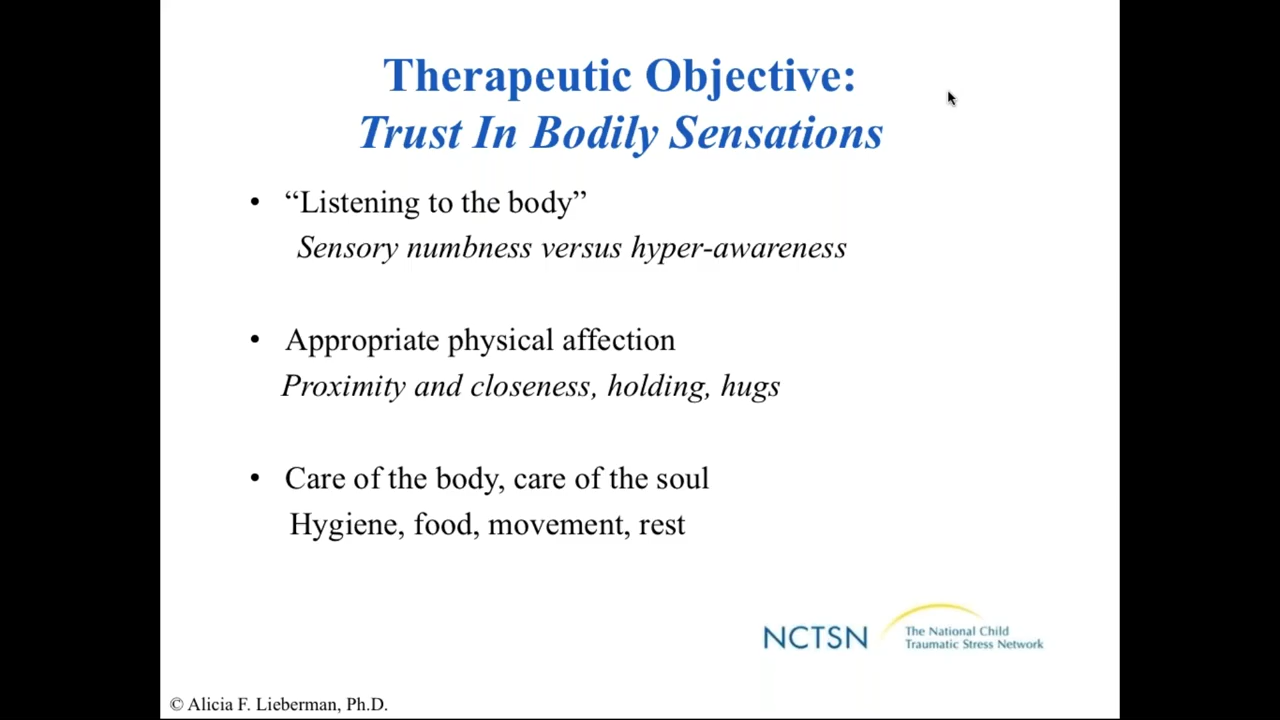 Therapeutic Objective:
Trust In Bodily Sensations
• “Listening to the body”
Sensory numbness versus hyper-awareness
• Appropriate physical affection
Proximity and closeness, holding, hugs
• Care of the body, care of the soul
Hygiene, food, movement, rest
NCTSN
The National Child
Traumatic Stress Network
© Alicia F. Lieberman, Ph.D.